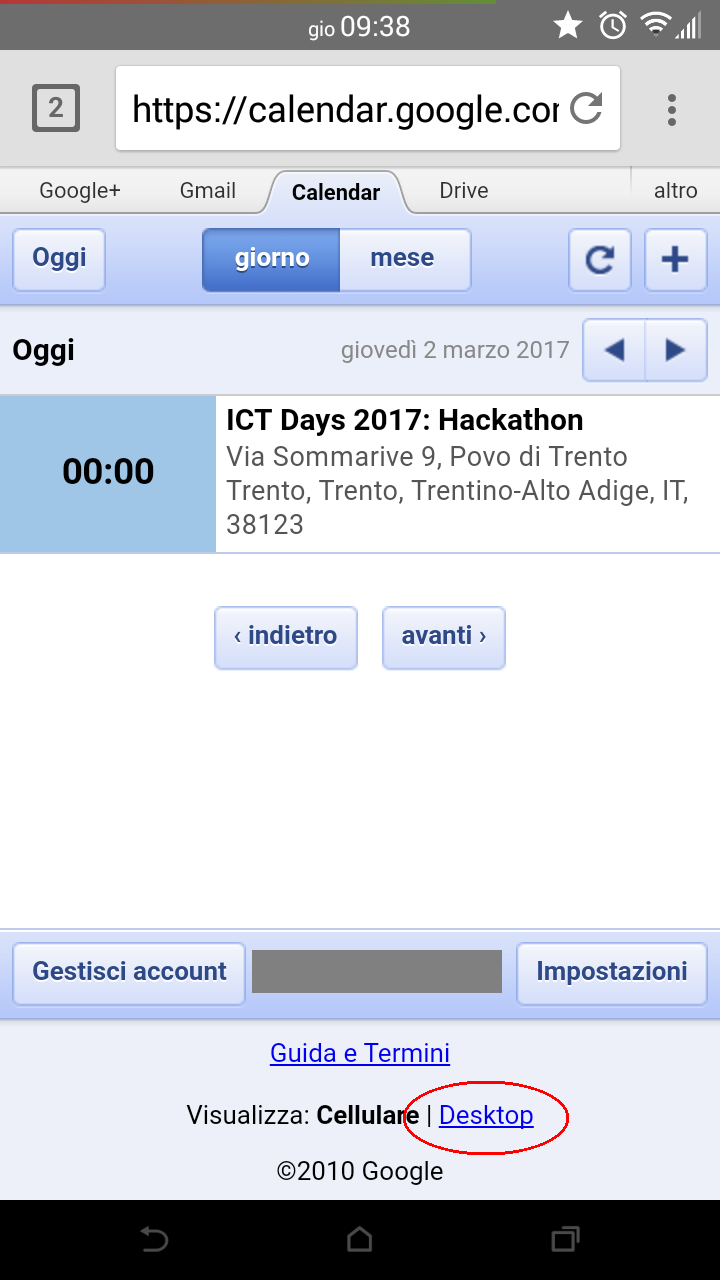 gio 09:38
2
https://calendar.google.com
Google+ Gmail Calendar Drive altro
Oggi giorno mese
Oggi giovedì 2 marzo 2017
00:00
ICT Days 2017: Hackathon
Via Sommarive 9, Povo di Trento
Trento, Trento, Trentino-Alto Adige, IT,
38123
‹ indietro avanti ›
Gestisci account Impostazioni
Guida e Termini
Visualizza: Cellulare | Desktop
©2010 Google